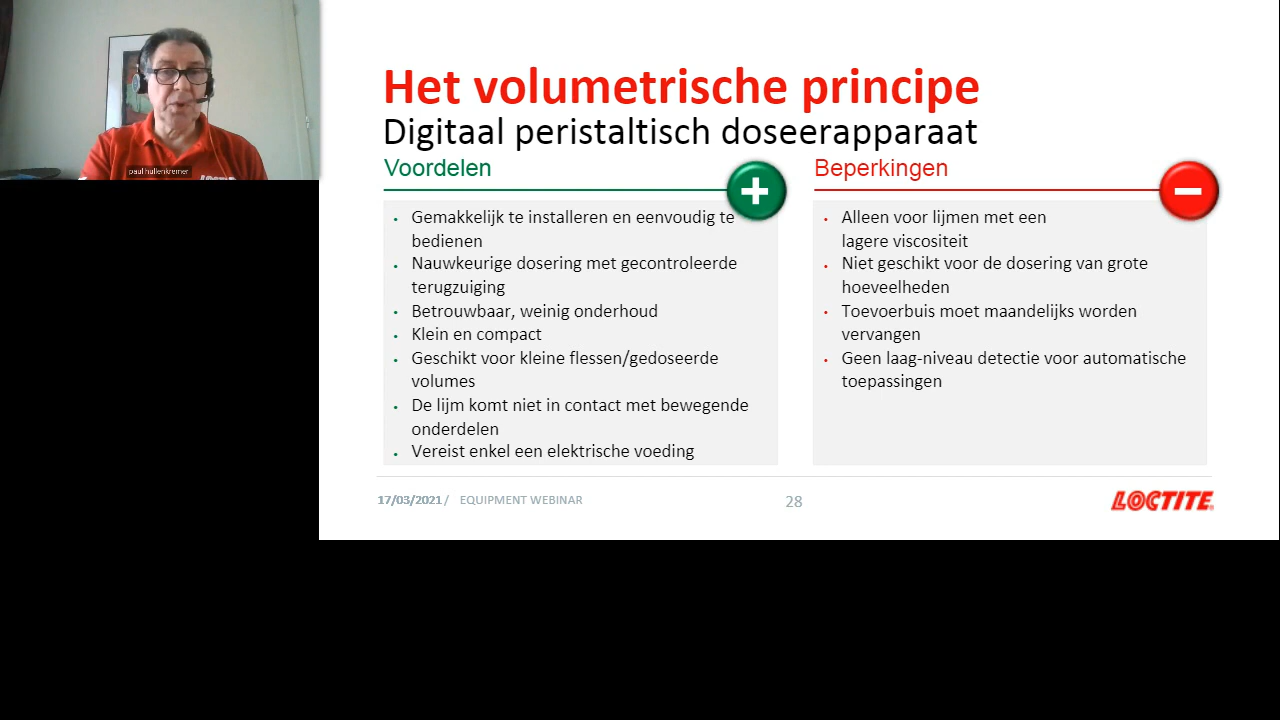 Het volumetrische principe
Digitaal peristaltisch doseerapparaat
Voordelen
Gemakkelijk te installeren en eenvoudig te
bedienen
Nauwkeurige dosering met gecontroleerde
terugzuiging
Betrouwbaar, weinig onderhoud
Klein en compact
Geschikt voor kleine flessen/gedoseerde
volumes
De lijm komt niet in contact met bewegende
onderdelen
Vereist enkel een elektrische voeding
Beperkingen
Alleen voor lijmen met een
lagere viscositeit
Niet geschikt voor de dosering van grote
hoeveelheden
Toevoerbuis moet maandelijks worden
vervangen
Geen laag-niveau detectie voor automatische
toepassingen
17/03/2021 / EQUIPMENT WEBINAR
28
LOCTITE
paul hullenkremer
LOCTITE